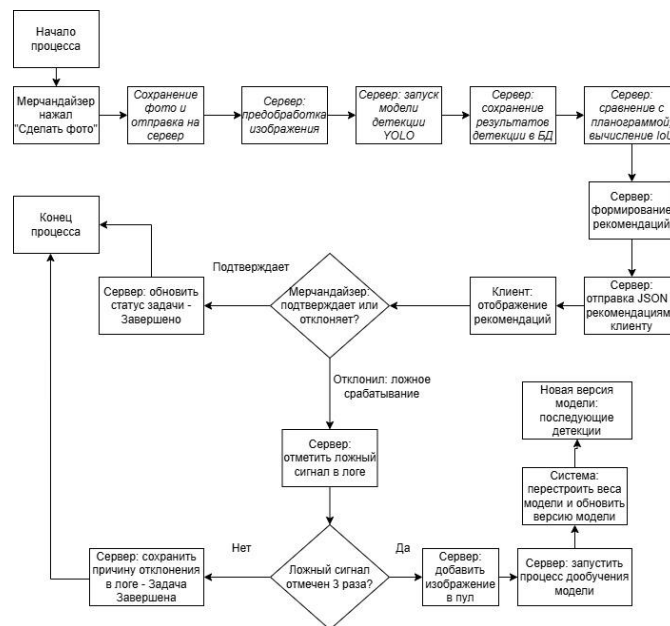 Начало
процесса
Мерчандайзер
нажал
"Сделать фото"
Сохранение
фото и
отправка на
сервер
Сервер:
предобработка
изображения
Сервер: запуск
модели
детекции
YOLO
Сервер:
сохранение
результатов
детекции в БД
Сервер:
сравнение с
планограммой,
вычисление IoU
Сервер:
формирование
рекомендаций
Сервер:
отправка JSON
рекомендациям
клиенту
Клиент:
отображение
рекомендаций
Мерчандайзер:
подтверждает или
отклоняет?
Подтверждает
Сервер: обновить
статус задачи -
Завершено
Конец
процесса
Отклонил: ложное
срабатывание
Сервер:
отметить ложный
сигнал в логе
Ложный сигнал
отмечен 3 раза?
Нет
Сервер: сохранить
причину отклонения
в логе - Задача
Завершена
Да
Сервер:
добавить
изображение
в пул
Сервер: запустить
процесс дообучения
модели
Система:
перестроить веса
модели и обновить
версию модели
Новая версия
модели:
последующие
детекции